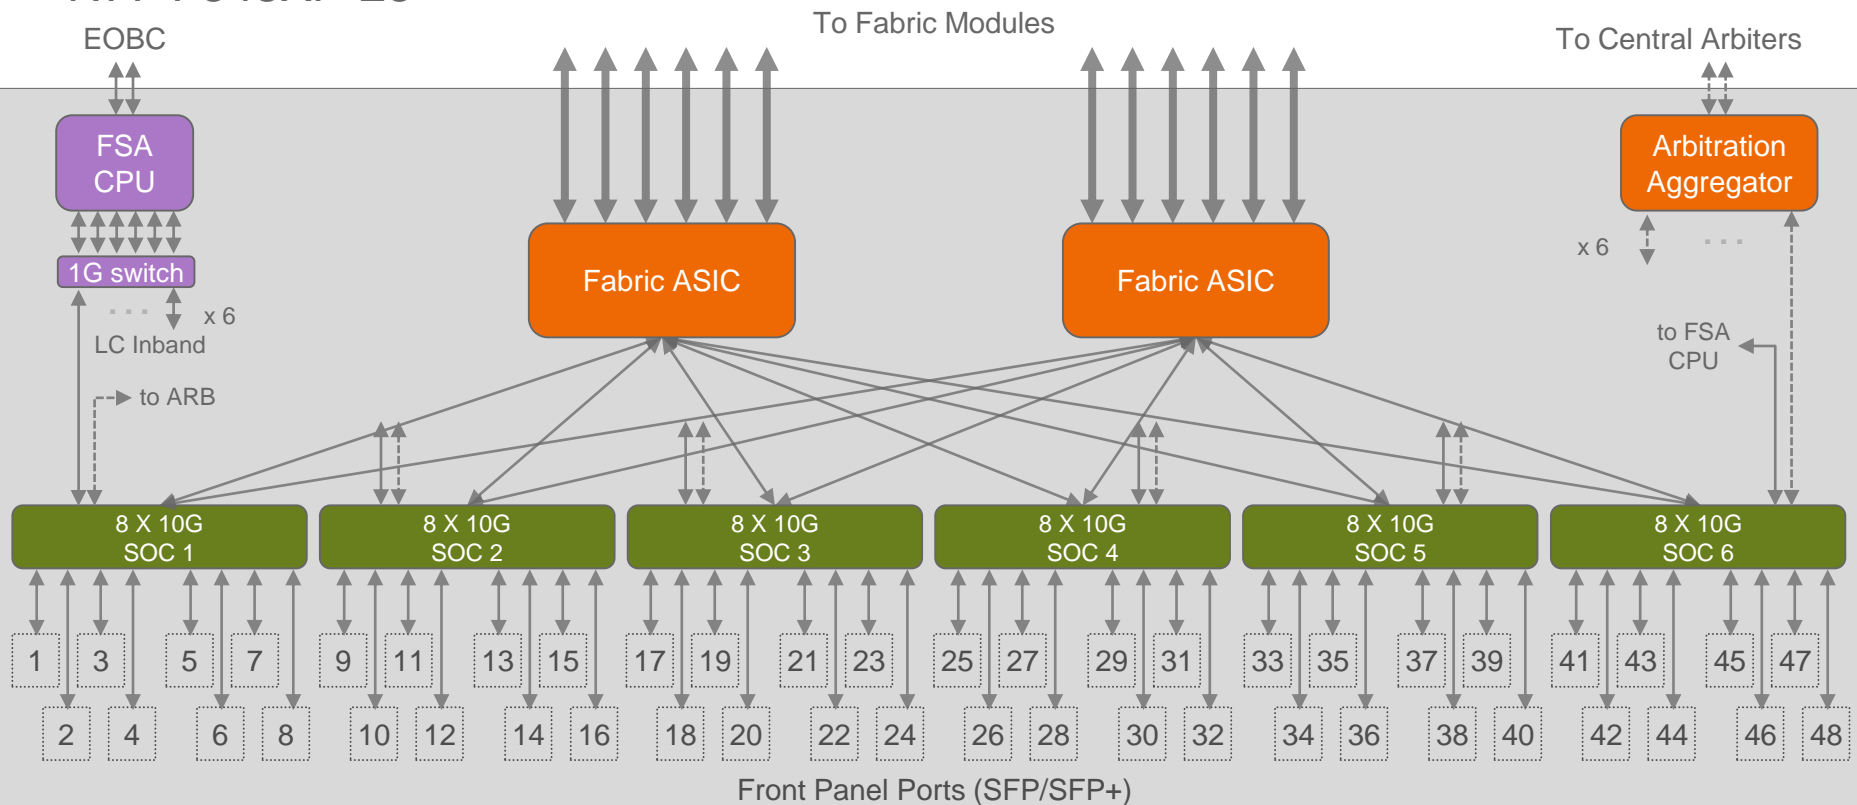 To Fabric Modules
EOBC
To Central Arbiters
FSA
CPU
Arbitration
Aggregator
x 6
. . .
1G switch
Fabric ASIC
Fabric ASIC
. . .
x 6
LC Inband
to FSA
CPU
to ARB
8 X 10G
SOC 1
8 X 10G
SOC 2
8 X 10G
SOC 3
8 X 10G
SOC 4
8 X 10G
SOC 5
8 X 10G
SOC 6
1 3 5 7 9 11 13 15 17 19 21 23 25 27 29 31 33 35 37 39 41 43 45 47
2 4 6 8 10 12 14 16 18 20 22 24 26 28 30 32 34 36 38 40 42 44 46 48
Front Panel Ports (SFP/SFP+)